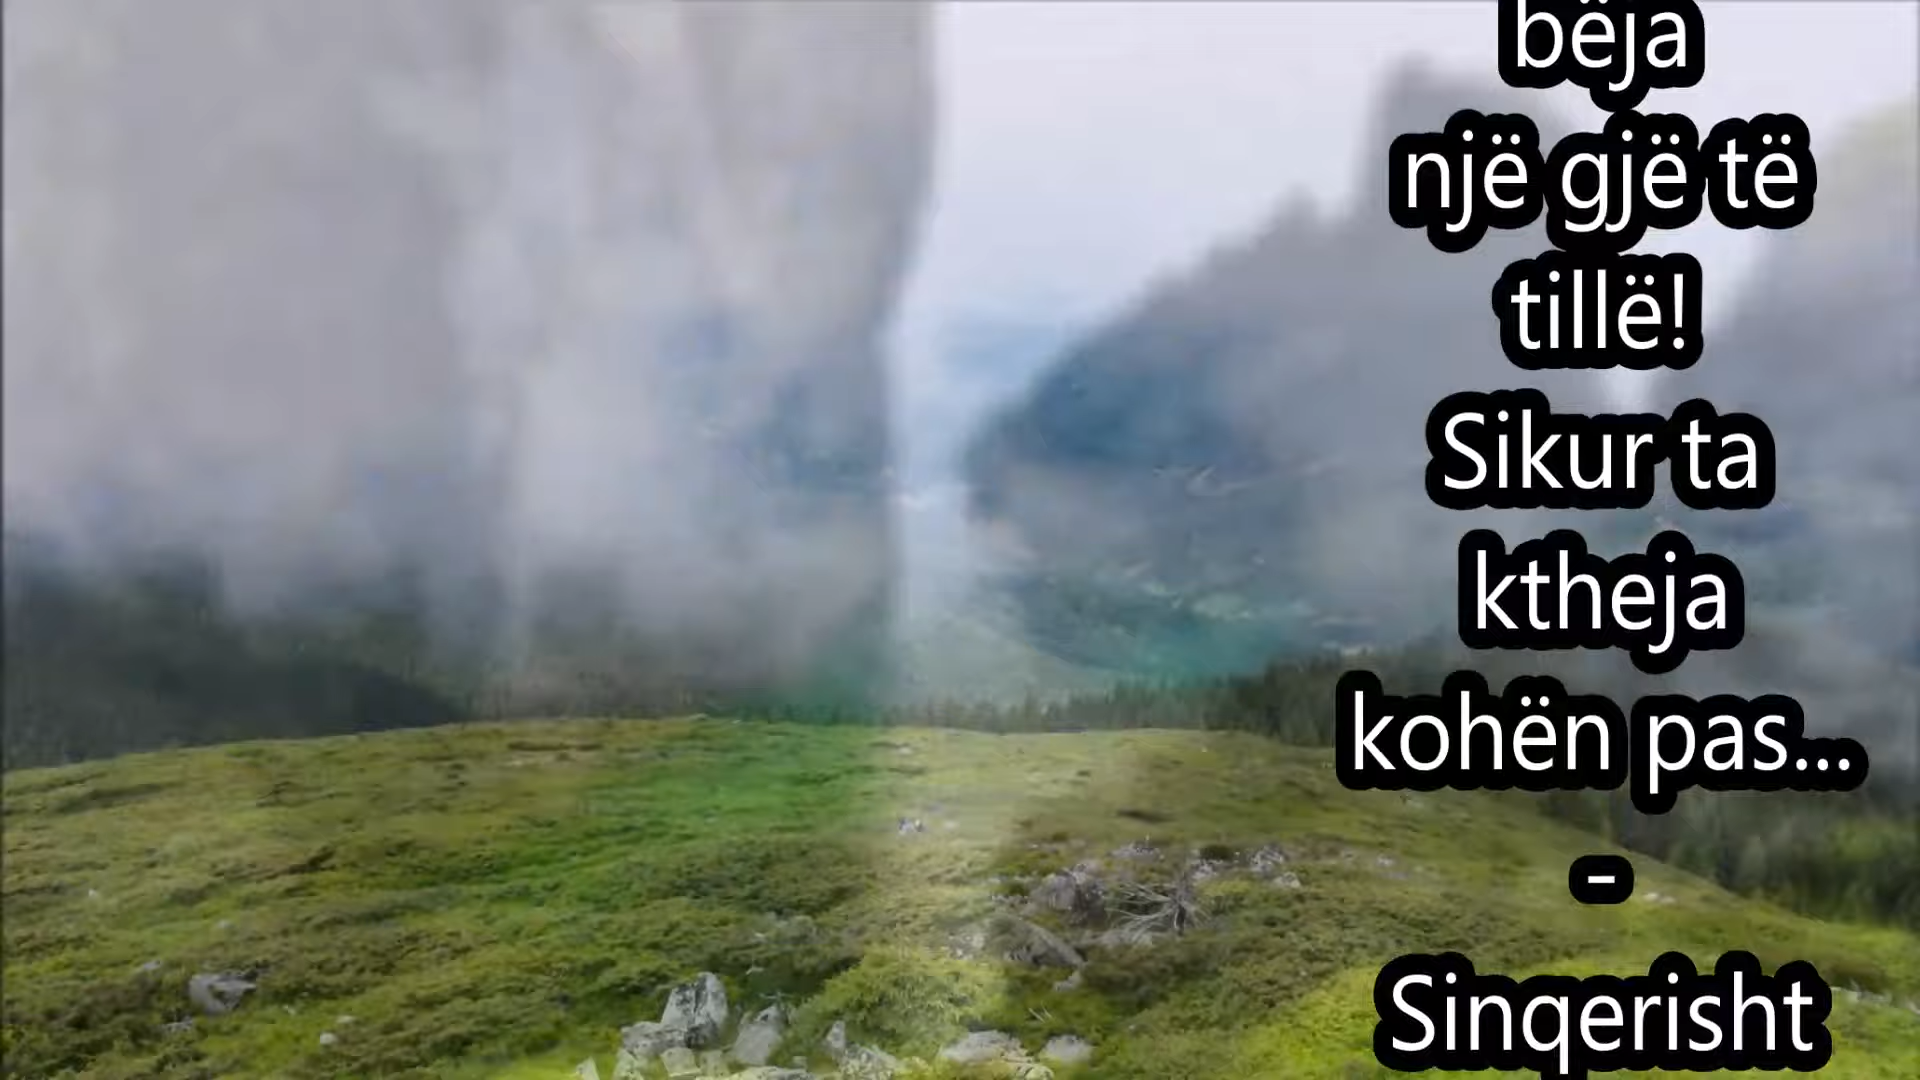 bëja
një gjë të
tillë!
Sikur ta
ktheja
kohën pas...
-
Sinqerisht